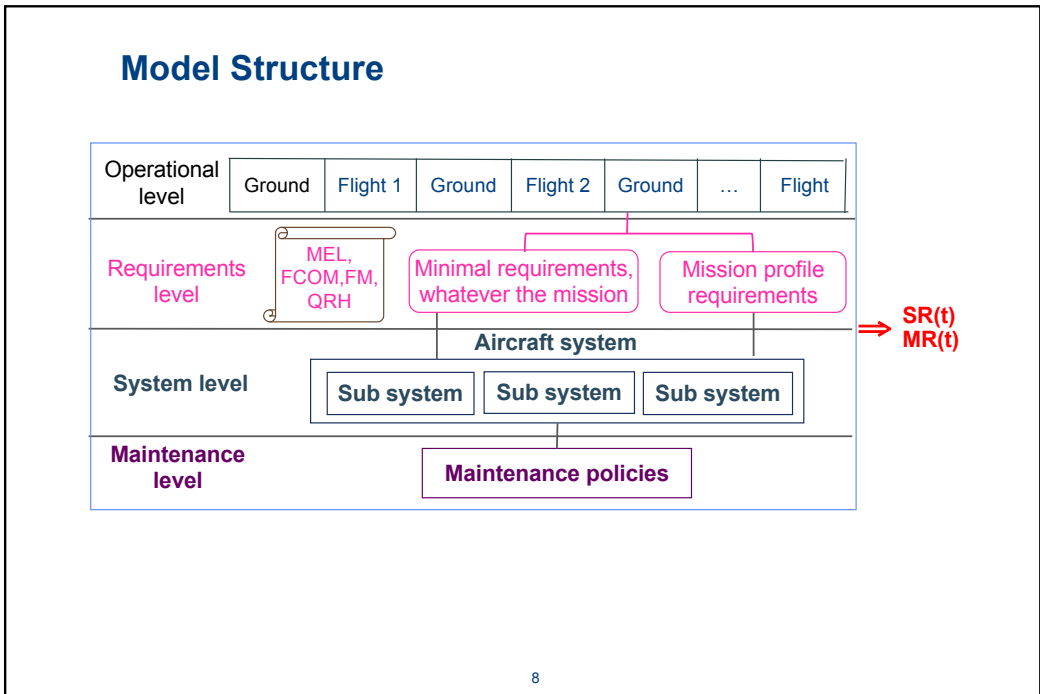 Model Structure
Operational
level
Ground
Flight 1
Ground
Flight 2
Ground
…
Flight
Requirements
level
MEL,
FCOM,FM,
QRH
Minimal requirements,
whatever the mission
Mission profile
requirements
SR(t)
MR(t)
Aircraft system
System level
Sub system
Sub system
Sub system
Maintenance
level
Maintenance policies
8